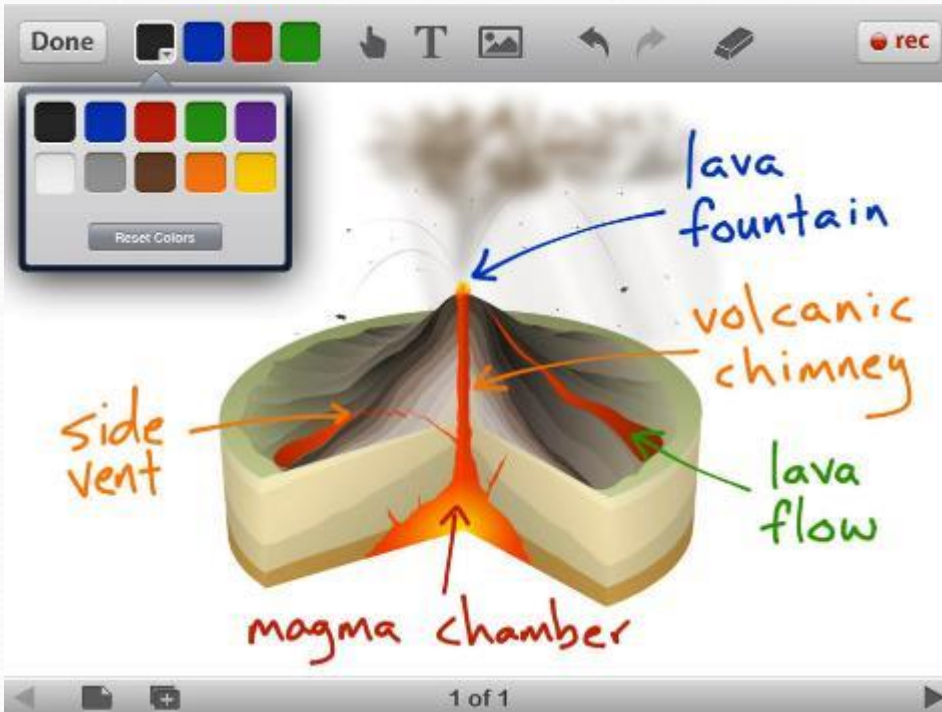 Done
T
rec
Reset Colors
lava
fountain
volcanic
chimney
side
vent
lava
flow
magma chamber
1 of 1